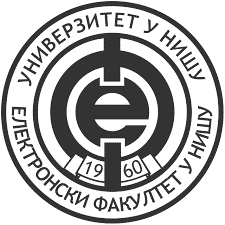 УНИВЕРЗИТЕТ У НИШУ
ЕЛЕКТРОНСКИ ФАКУЛТЕТ У НИШУ
1960